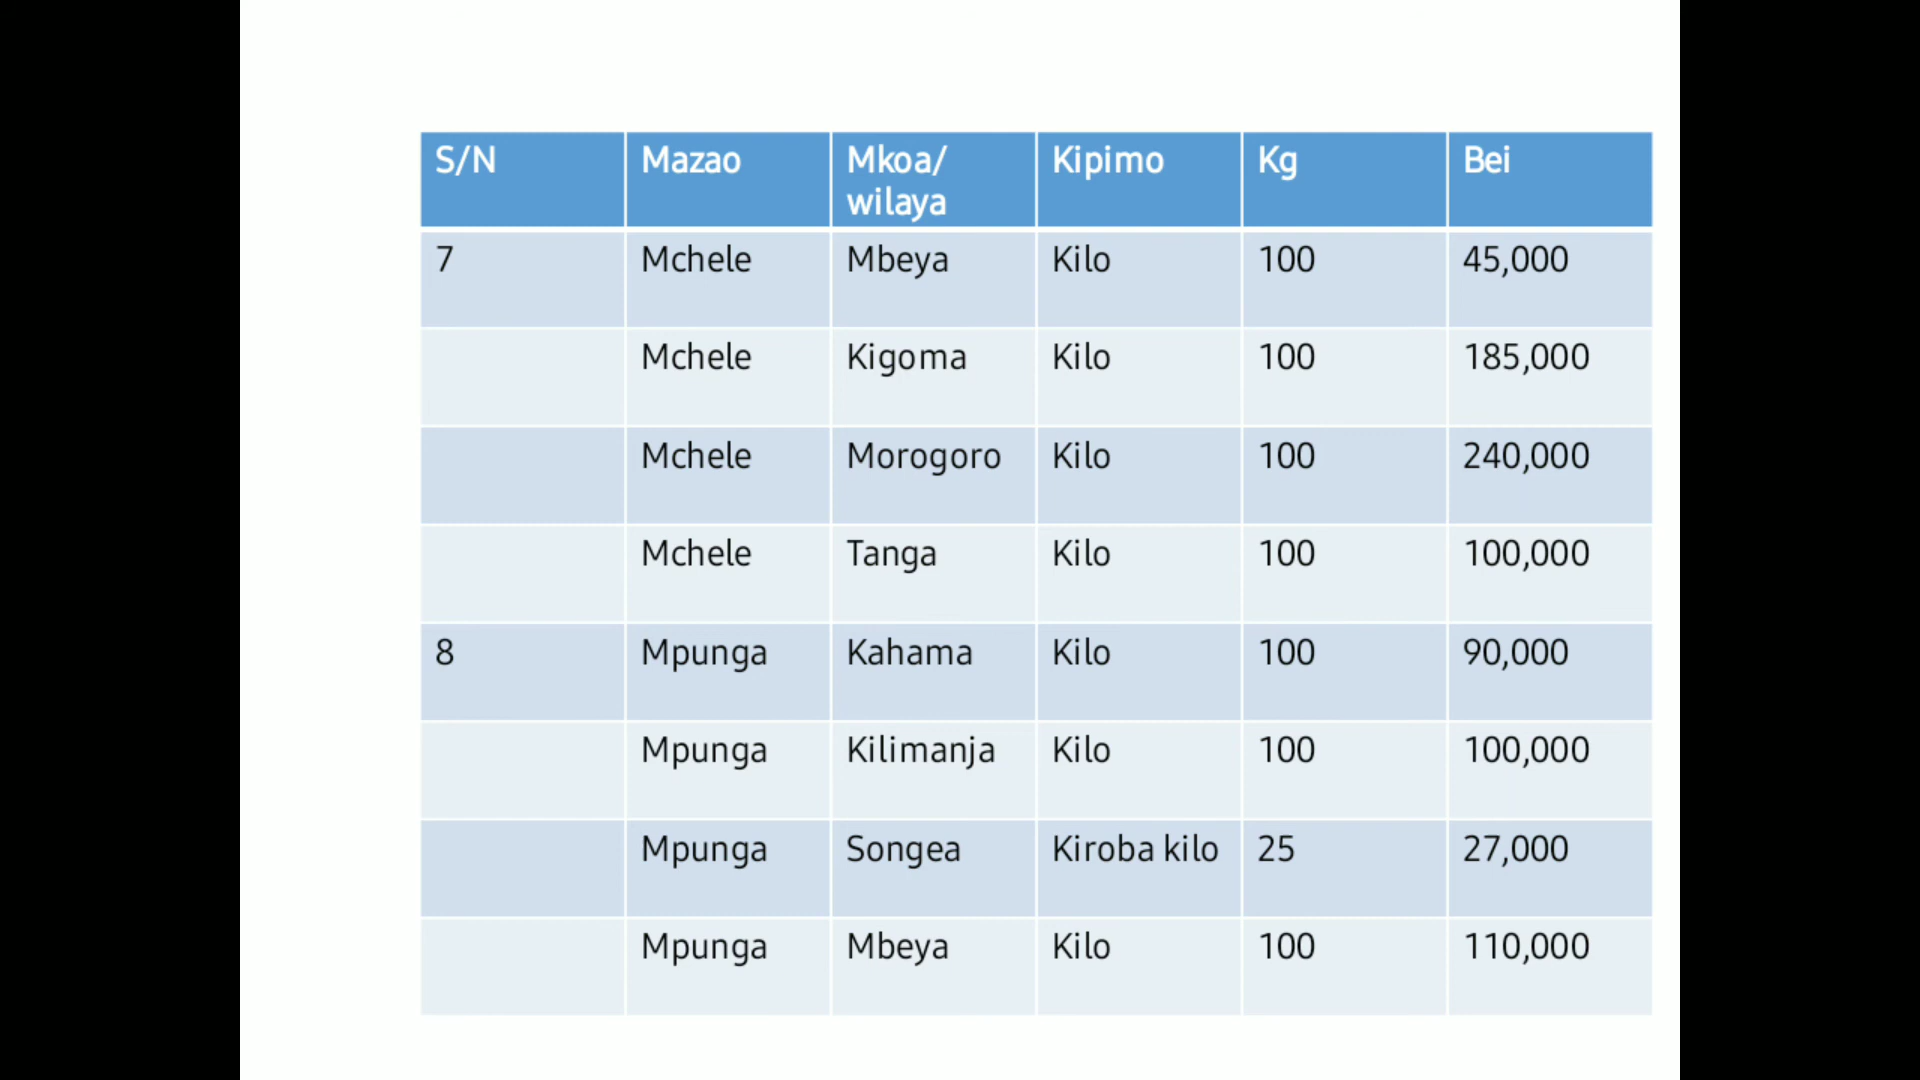 S/N Mazao Mkoa/ Kipimo Kg Bei
wilaya
7 Mchele Mbeya Kilo 100 45,000
Mchele Kigoma Kilo 100 185,000
Mchele Morogoro Kilo 100 240,000
Mchele Tanga Kilo 100 100,000
8 Mpunga Kahama Kilo 100 90,000
Mpunga Kilimanja Kilo 100 100,000
Mpunga Songea Kiroba kilo 25 27,000
Mpunga Mbeya Kilo 100 110,000